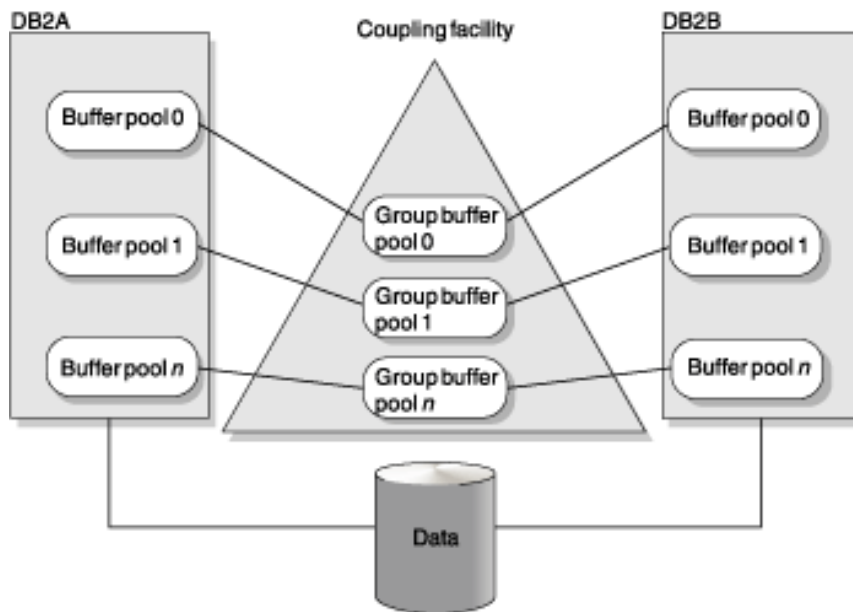 DB2A
Coupling facility
DB2B
Buffer pool 0
Buffer pool 0
Group buffer
pool 0
Buffer pool 1
Buffer pool 1
Group buffer
pool 1
Buffer pool n
Buffer pool n
Group buffer
pool n
Data